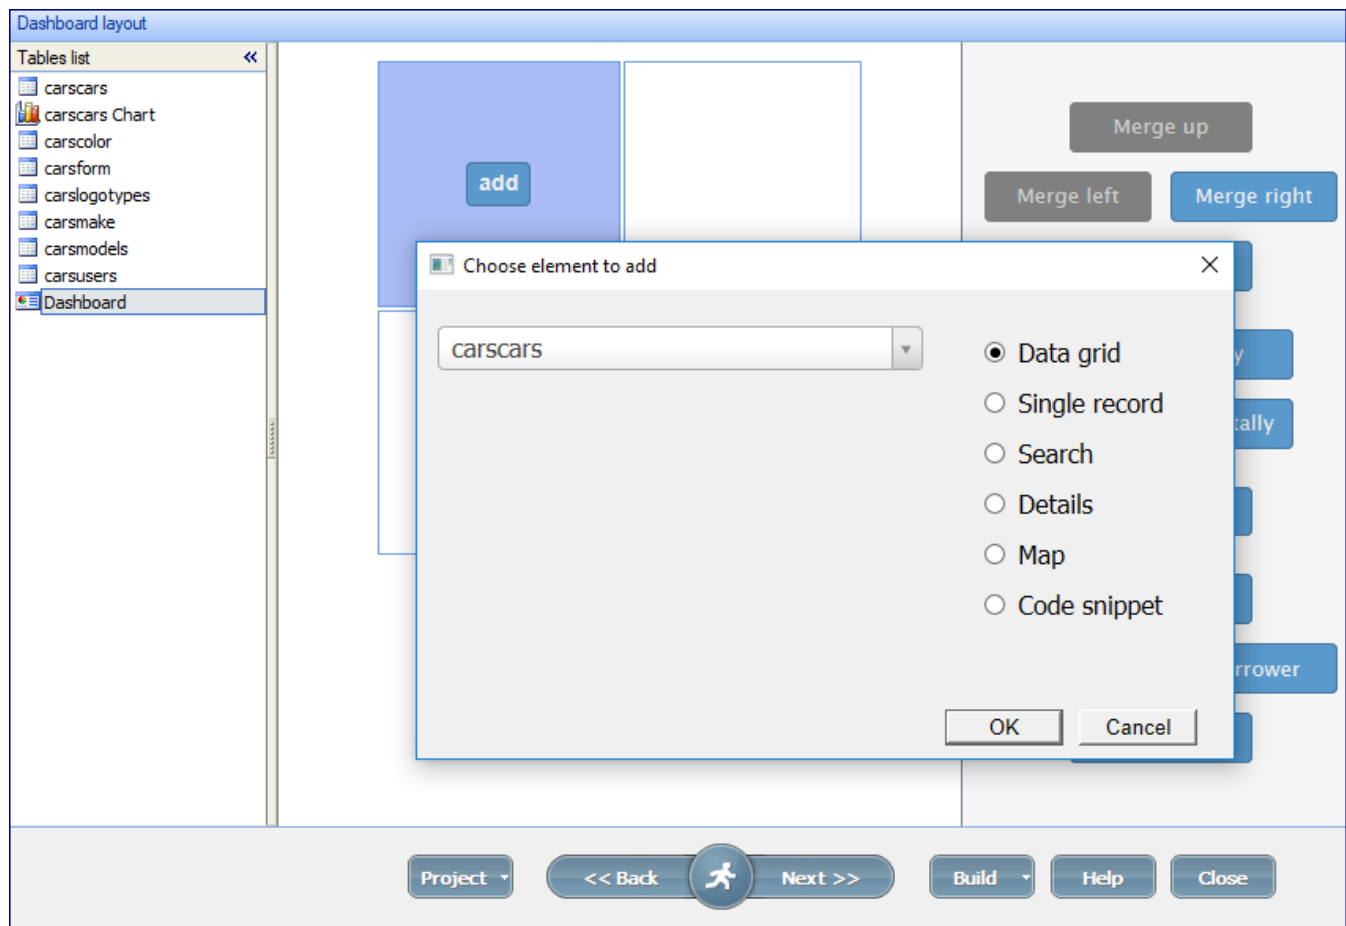 Dashboard layout
Tables list
carscars
carscars Chart
carscolor
carsform
carslogotypes
carsmake
carsmodels
carsusers
Dashboard
add
Merge up
Merge left
Merge right
Choose element to add
carscars
Data grid
Single record
Search
Details
Map
Code snippet
OK
Cancel
y
tally
rrower
Project
<< Back
Next >>
Build
Help
Close